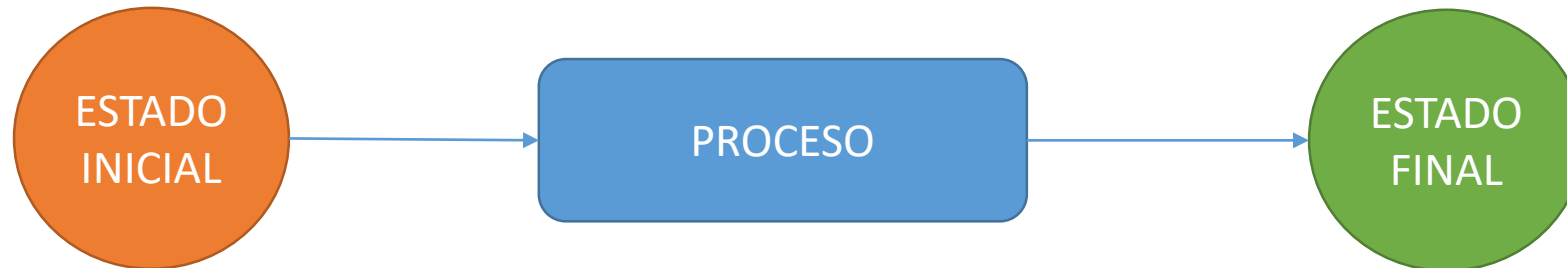 ESTADO
INICIAL
PROCESO
ESTADO
FINAL